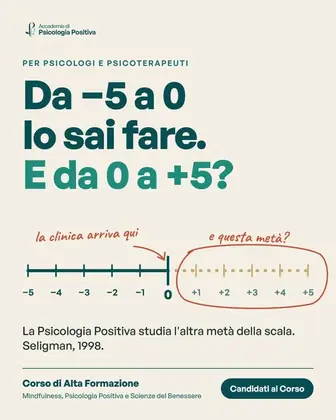 Accademia di
Psicologia Positiva
PER PSICOLOGI E PSICOTERAPEUTI
Da −5 a 0
lo sai fare.
E da 0 a +5?
la clinica arriva qui
e questa metà?
−5 −4 −3 −2 −1 0 +1 +2 +3 +4 +5
La Psicologia Positiva studia l'altra metà della scala.
Seligman, 1998.
Corso di Alta Formazione
Mindfulness, Psicologia Positiva e Scienze del Benessere
Candidati al Corso